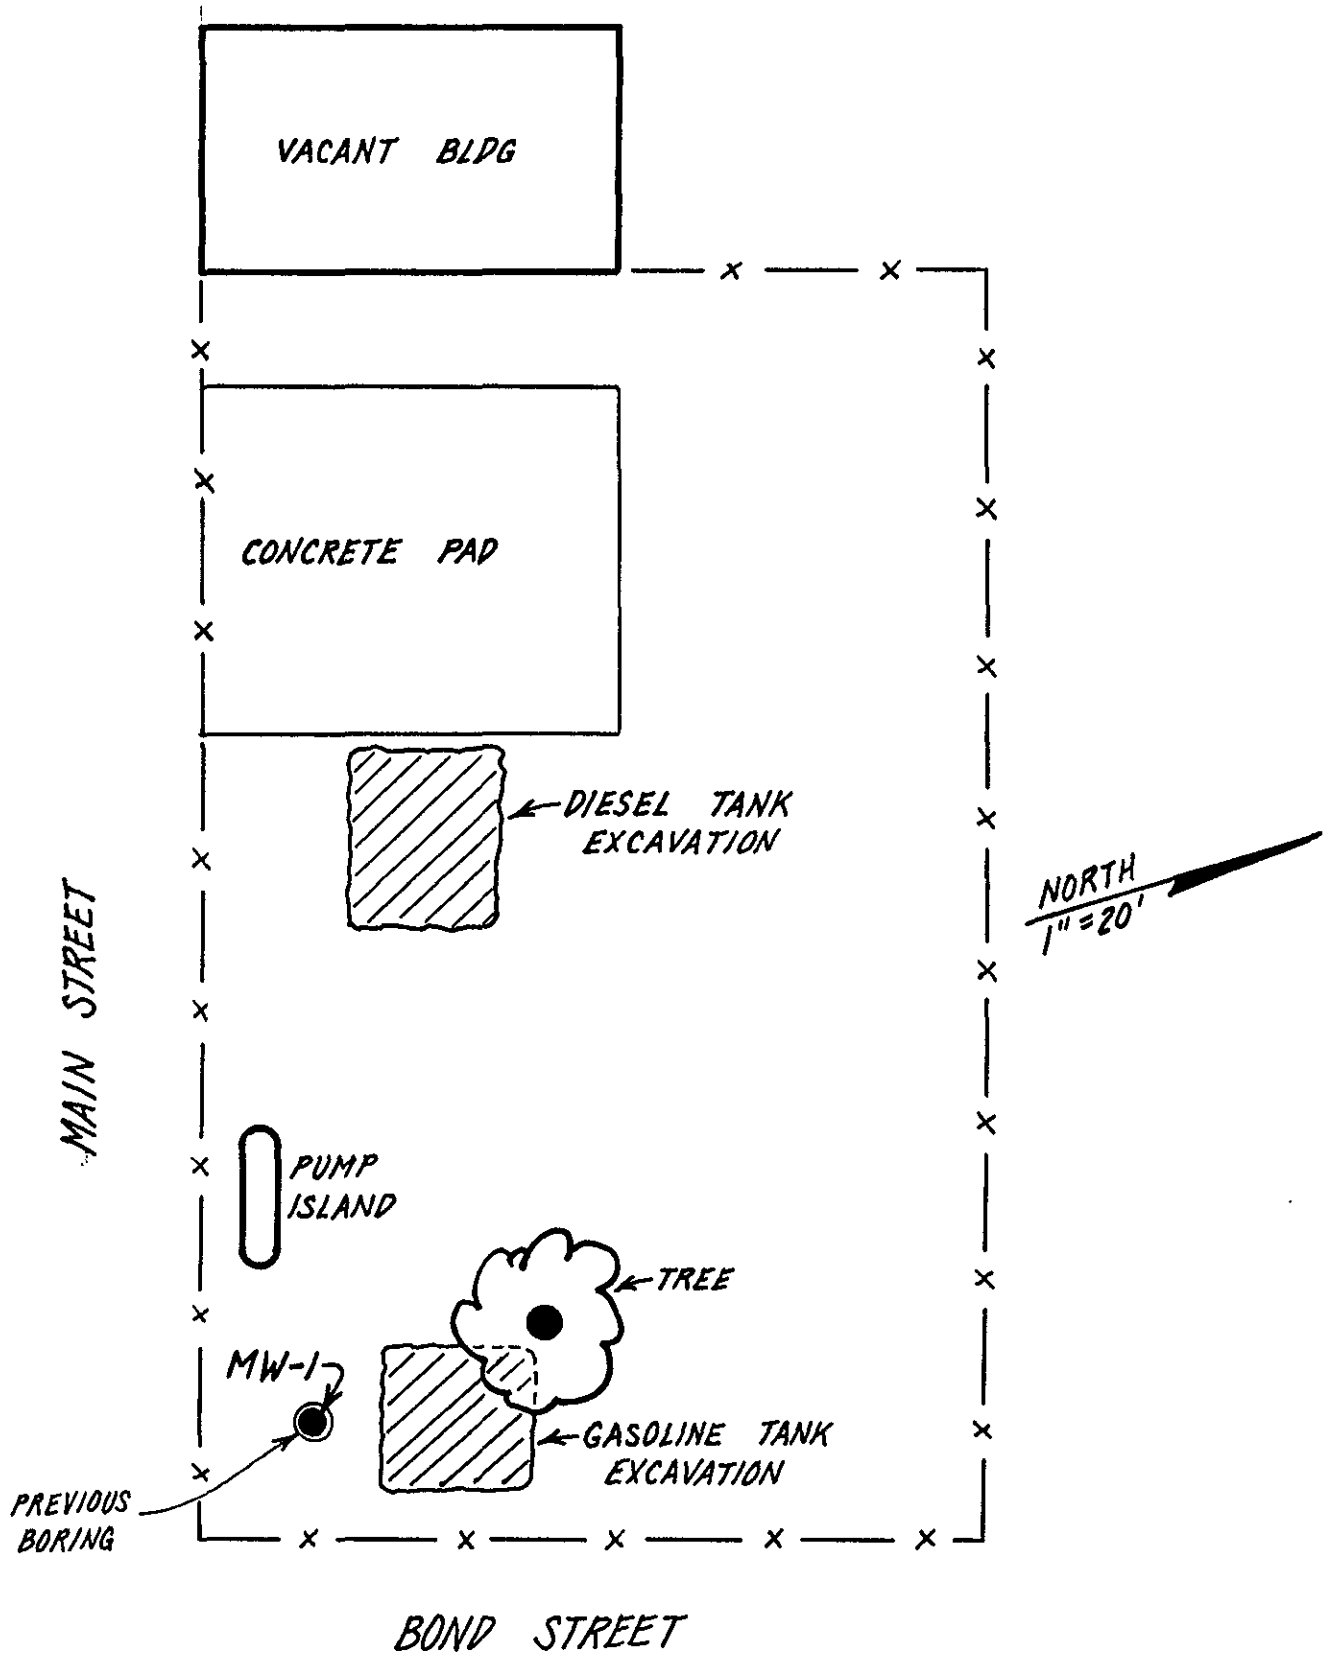 VACANT BLDG
CONCRETE PAD
DIESEL TANK
EXCAVATION
NORTH
1" = 20'
MAIN STREET
PUMP
ISLAND
TREE
MW-1
GASOLINE TANK
EXCAVATION
PREVIOUS
BORING
BOND STREET